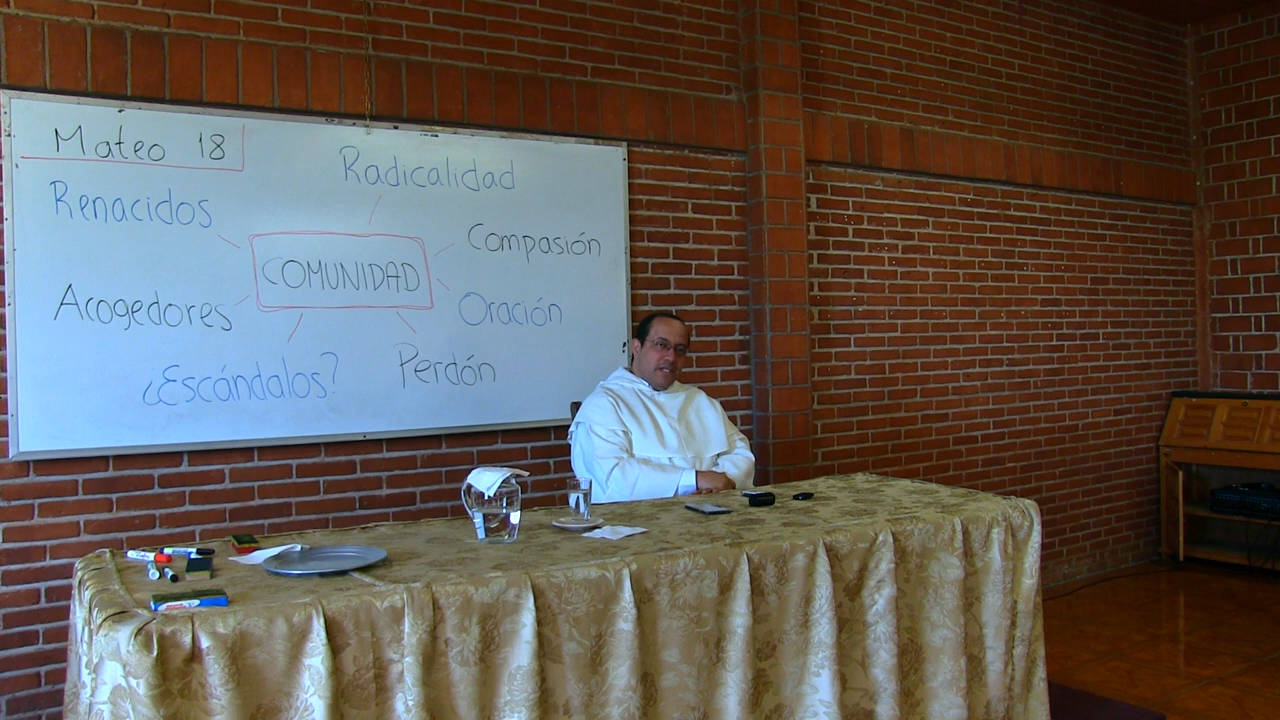 Mateo 18
Radicalidad
Renacidos
Compasión
COMUNIDAD
Acogedores
Oración
¿Escándalos?
Perdón